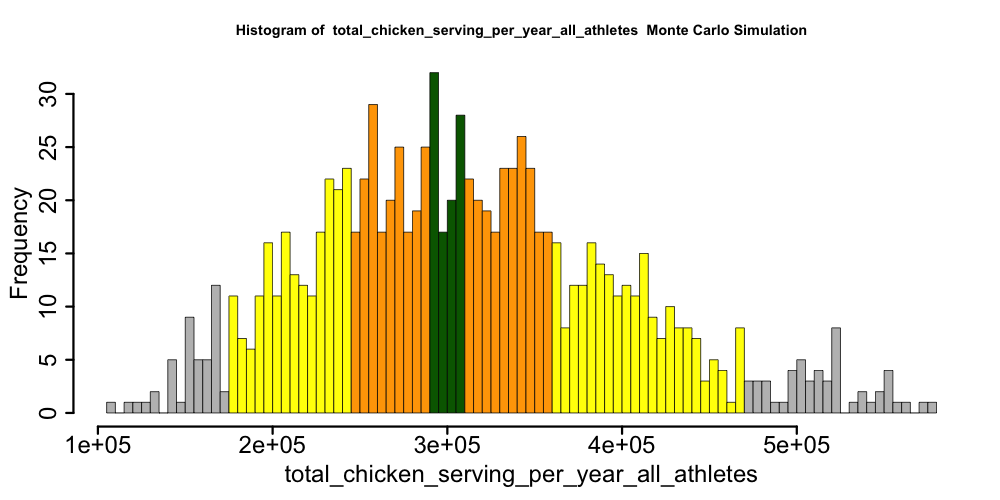 Histogram of total_chicken_serving_per_year_all_athletes Monte Carlo Simulation
Frequency
30
25
20
15
10
5
0
1e+05 2e+05 3e+05 4e+05 5e+05
total_chicken_serving_per_year_all_athletes